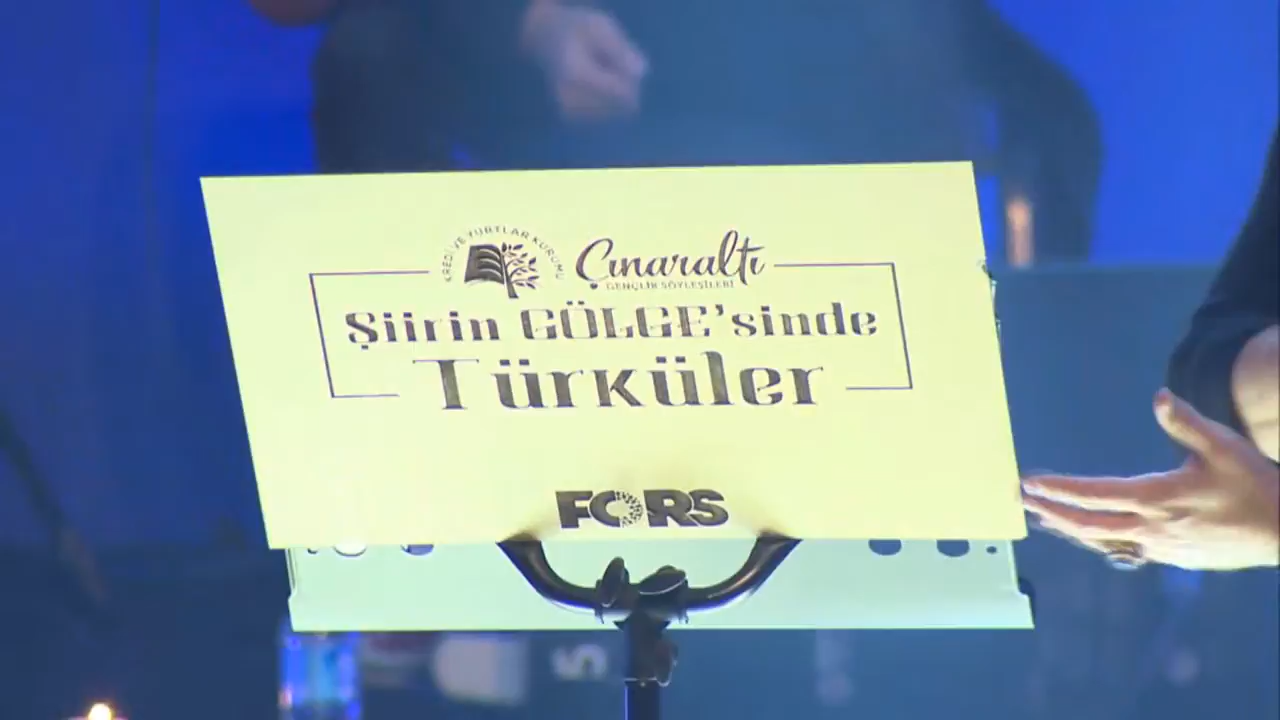 KREDİ VE YURTLAR KURUMU
Çınaraltı
GENÇLİK SÖYLEŞİLERİ
Şiirin GÖLGE'sinde
Türküler
FORS